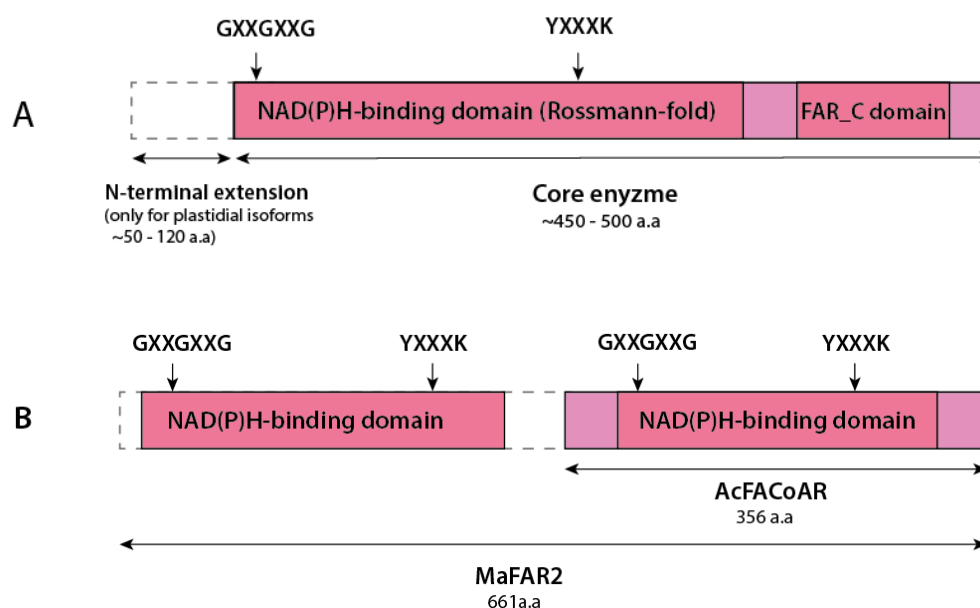 GXXGXXG YXXXK
A
NAD(P)H-binding domain (Rossmann-fold) FAR_C domain
N-terminal extension
(only for plastidial isoforms
~50 - 120 a.a)
Core enyzme
~450 - 500 a.a
GXXGXXG YXXXK GXXGXXG YXXXK
B
NAD(P)H-binding domain NAD(P)H-binding domain
AcFACoAR
356 a.a
MaFAR2
661a.a